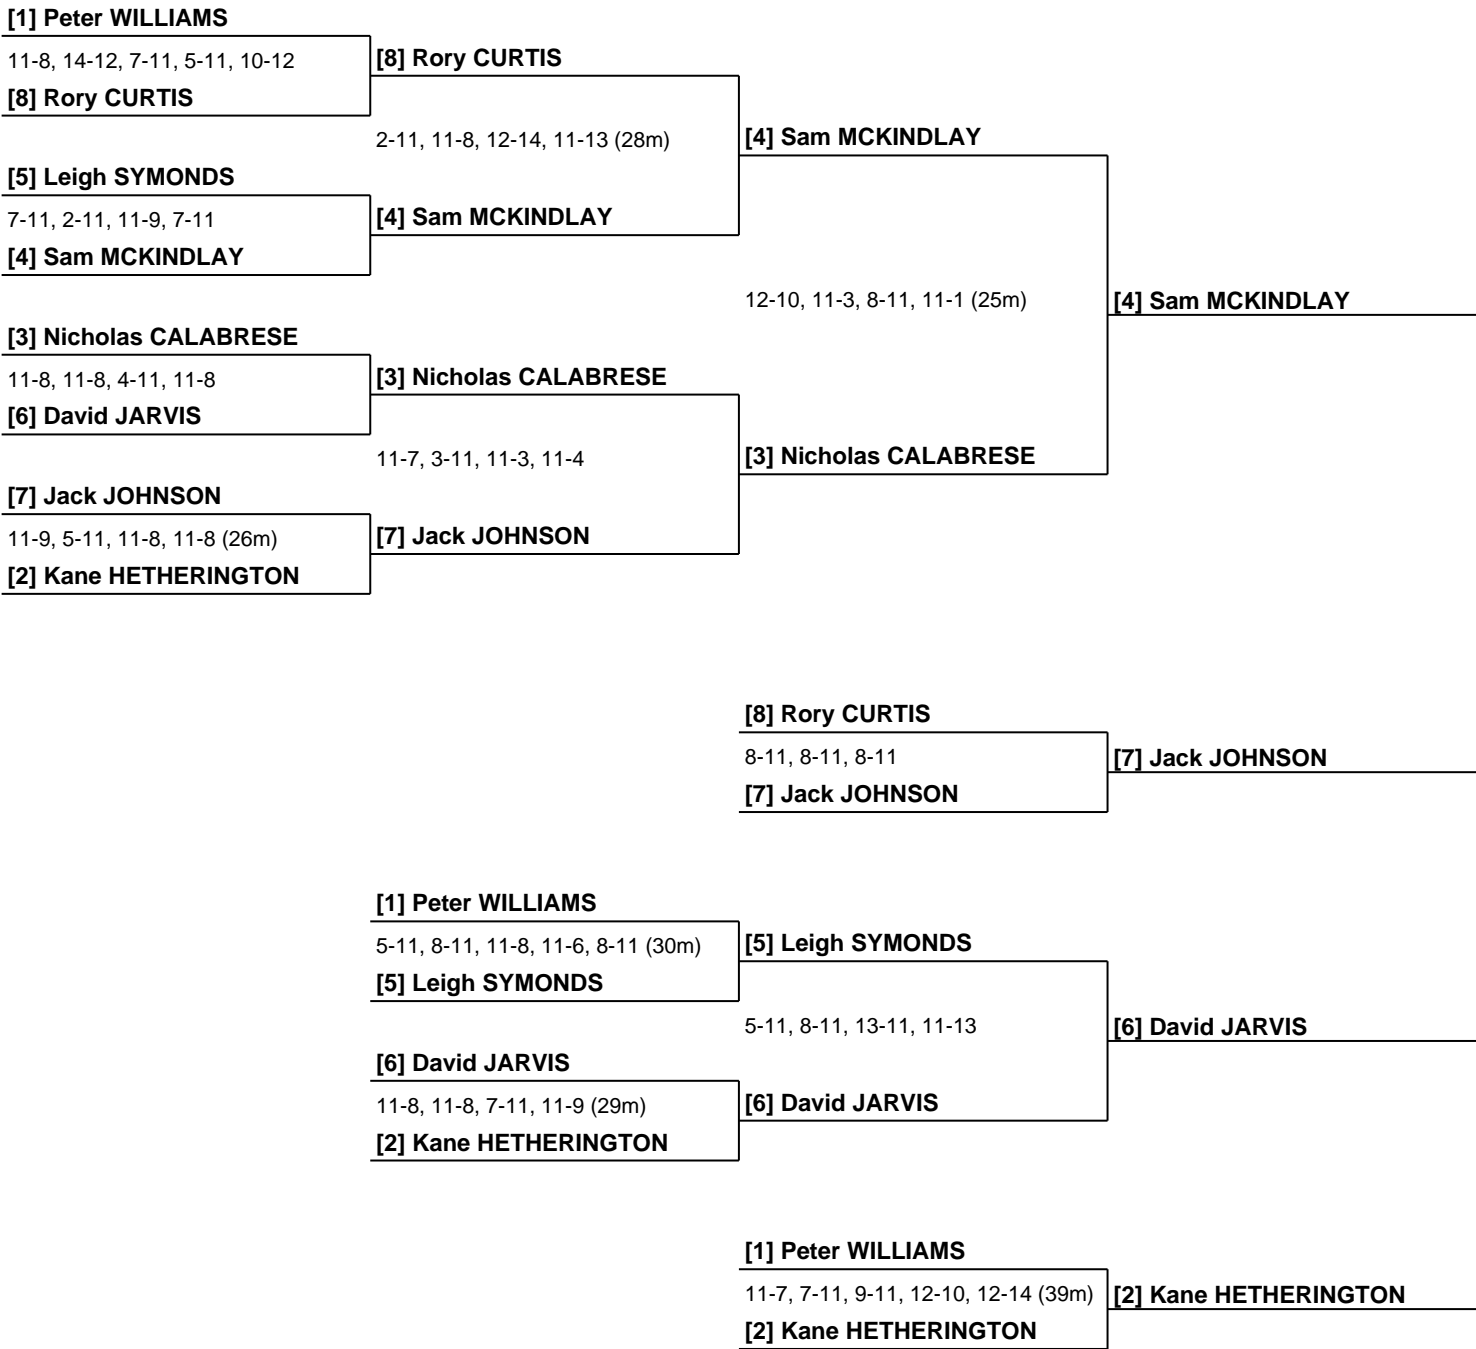 [1] Peter WILLIAMS
11-8, 14-12, 7-11, 5-11, 10-12
[8] Rory CURTIS
[8] Rory CURTIS
2-11, 11-8, 12-14, 11-13 (28m)
[4] Sam MCKINDLAY
[5] Leigh SYMONDS
7-11, 2-11, 11-9, 7-11
[4] Sam MCKINDLAY
[4] Sam MCKINDLAY
12-10, 11-3, 8-11, 11-1 (25m)
[4] Sam MCKINDLAY
[3] Nicholas CALABRESE
11-8, 11-8, 4-11, 11-8
[3] Nicholas CALABRESE
[6] David JARVIS
11-7, 3-11, 11-3, 11-4
[3] Nicholas CALABRESE
[7] Jack JOHNSON
11-9, 5-11, 11-8, 11-8 (26m)
[7] Jack JOHNSON
[2] Kane HETHERINGTON
[8] Rory CURTIS
8-11, 8-11, 8-11
[7] Jack JOHNSON
[7] Jack JOHNSON
[1] Peter WILLIAMS
5-11, 8-11, 11-8, 11-6, 8-11 (30m)
[5] Leigh SYMONDS
[5] Leigh SYMONDS
5-11, 8-11, 13-11, 11-13
[6] David JARVIS
[6] David JARVIS
11-8, 11-8, 7-11, 11-9 (29m)
[6] David JARVIS
[2] Kane HETHERINGTON
[1] Peter WILLIAMS
11-7, 7-11, 9-11, 12-10, 12-14 (39m)
[2] Kane HETHERINGTON
[2] Kane HETHERINGTON